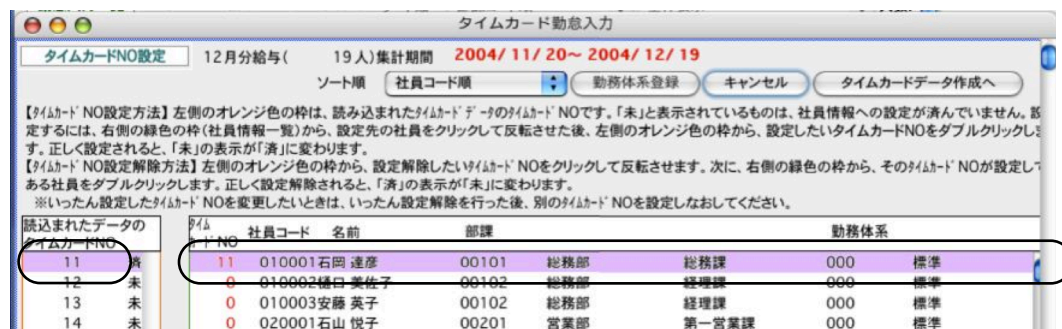 タイムカード勤怠入力
タイムカードNO設定 12月分給与( 19人)集計期間 2004/11/20~ 2004/12/19
ソート順 社員コード順 勤務体系登録 キャンセル タイムカードデータ作成へ
【タイムカードNO設定方法】左側のオレンジ色の枠は、読み込まれたタイムカードデータのタイムカードNOです。「未」と表示されているものは、社員情報への設定が済んでいません。設
定するには、右側の緑色の枠(社員情報一覧)から、設定先の社員をクリックして反転させた後、左側のオレンジ色の枠から、設定したいタイムカードNOをダブルクリックしま
す。正しく設定されると、「未」の表示が「済」に変わります。
【タイムカードNO設定解除方法】左側のオレンジ色の枠から、設定解除したいタイムカードNOをクリックして反転させます。次に、右側の緑色の枠から、そのタイムカードNOが設定して
ある社員をダブルクリックします。正しく設定解除されると、「済」の表示が「未」に変わります。
※いったん設定したタイムカードNOを変更したいときは、いったん設定解除を行った後、別のタイムカードNOを設定しなおしてください。
読込まれたデータの
タイムカードNO
タイム
カードNO 社員コード 名前 部課 勤務体系
11 済 11 010001石岡 達彦 00101 総務部 総務課 000 標準
12 未 0 010002樋口 美佐子 00102 総務部 経理課 000 標準
13 未 0 010003安藤 英子 00102 総務部 経理課 000 標準
14 未 0 020001石山 悦子 00201 営業部 第一営業課 000 標準